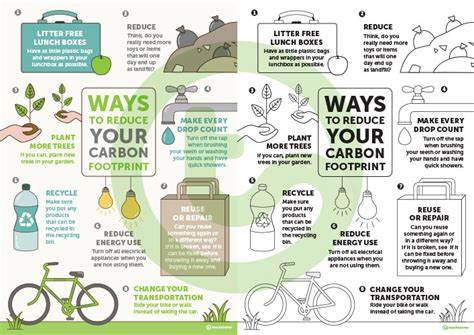 1
LITTER FREE
LUNCH BOXES
Have as little plastic bags
and wrappers in your
lunchbox as possible.
2
REDUCE
Think, do you
really need more
toys or items
that will one
day end up
as landfill?
3
PLANT
MORE TREES
If you can, plant new
trees in your garden.
WAYS
TO REDUCE
YOUR
CARBON
FOOTPRINT
4
MAKE EVERY
DROP COUNT
Turn off the tap
when brushing
your teeth or washing
your hands and have
quick showers.
5
RECYCLE
Make sure
you put any
products
that can be
recycled in
the recycling
bin.
6
REDUCE
ENERGY USE
Turn off all electrical
appliances when you
are not using them.
7
REUSE
OR REPAIR
Can you reuse
something again or
in a different way?
If it is broken, see if it
can be fixed before
throwing it away and
buying a new one.
8
CHANGE YOUR
TRANSPORTATION
Ride your bike or walk
instead of taking the car.
1
LITTER FREE
LUNCH BOXES
Have as little plastic bags
and wrappers in your
lunchbox as possible.
2
REDUCE
Think, do you
really need more
toys or items
that will one
day end up
as landfill?
3
PLANT
MORE TREES
If you can, plant new
trees in your garden.
WAYS
TO REDUCE
YOUR
CARBON
FOOTPRINT
4
MAKE EVERY
DROP COUNT
Turn off the tap
when brushing
your teeth or washing
your hands and have
quick showers.
5
RECYCLE
Make sure
you put any
products
that can be
recycled in
the recycling
bin.
6
REDUCE
ENERGY USE
Turn off all electrical
appliances when you
are not using them.
7
REUSE
OR REPAIR
Can you reuse
something again or
in a different way?
If it is broken, see if it
can be fixed before
throwing it away and
buying a new one.
8
CHANGE YOUR
TRANSPORTATION
Ride your bike or walk
instead of taking the car.